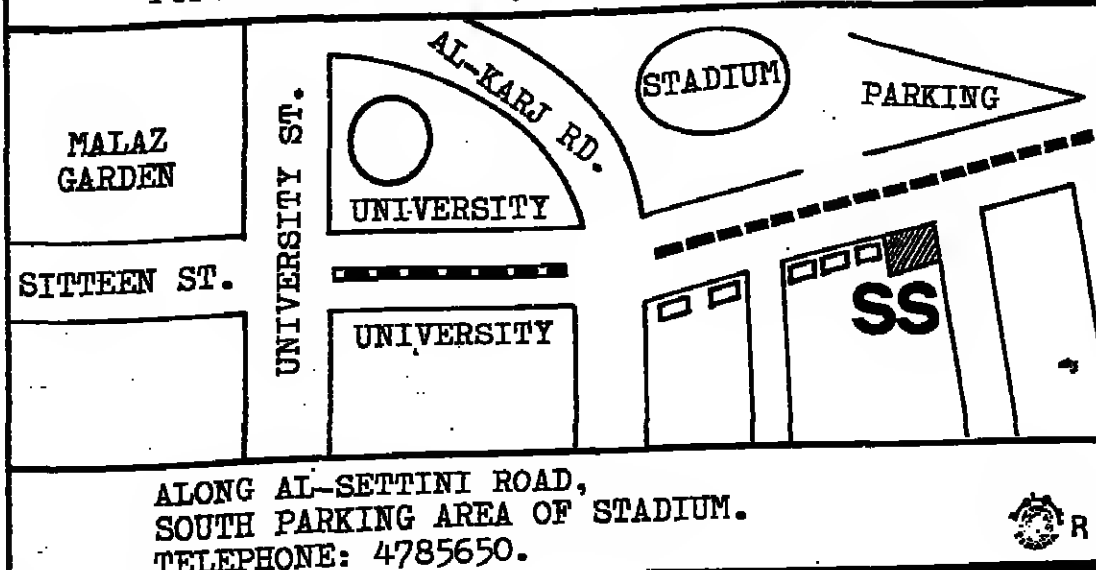 AL-KARJ RD.
STADIUM
PARKING
MALAZ
GARDEN
UNIVERSITY ST.
UNIVERSITY
SITTEEN ST.
SS
UNIVERSITY
ALONG AL-SETTINI ROAD,
SOUTH PARKING AREA OF STADIUM.
TELEPHONE: 4785650.
R